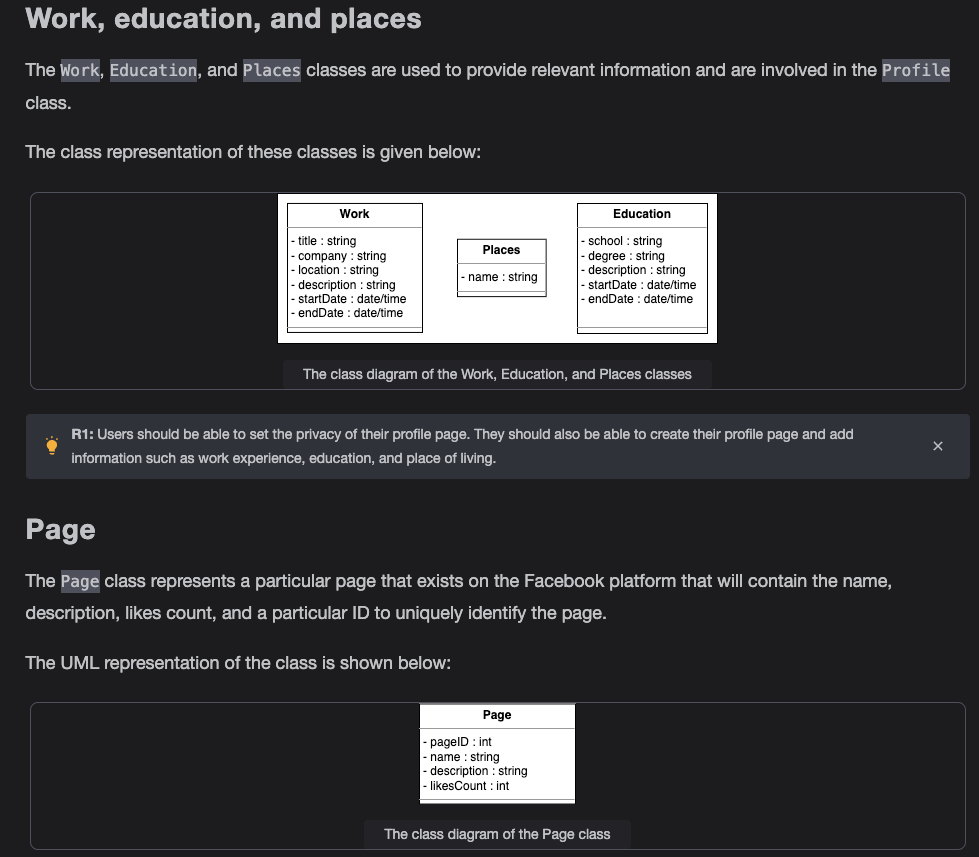 Work, education, and places
The Work, Education, and Places classes are used to provide relevant information and are involved in the Profile
class.
The class representation of these classes is given below:
Work
- title : string
- company : string
- location : string
- description : string
- startDate : date/time
- endDate : date/time
Places
- name : string
Education
- school : string
- degree : string
- description : string
- startDate : date/time
- endDate : date/time
The class diagram of the Work, Education, and Places classes
R1: Users should be able to set the privacy of their profile page. They should also be able to create their profile page and add
information such as work experience, education, and place of living.
Page
The Page class represents a particular page that exists on the Facebook platform that will contain the name,
description, likes count, and a particular ID to uniquely identify the page.
The UML representation of the class is shown below:
Page
- pageID : int
- name : string
- description : string
- likesCount : int
The class diagram of the Page class